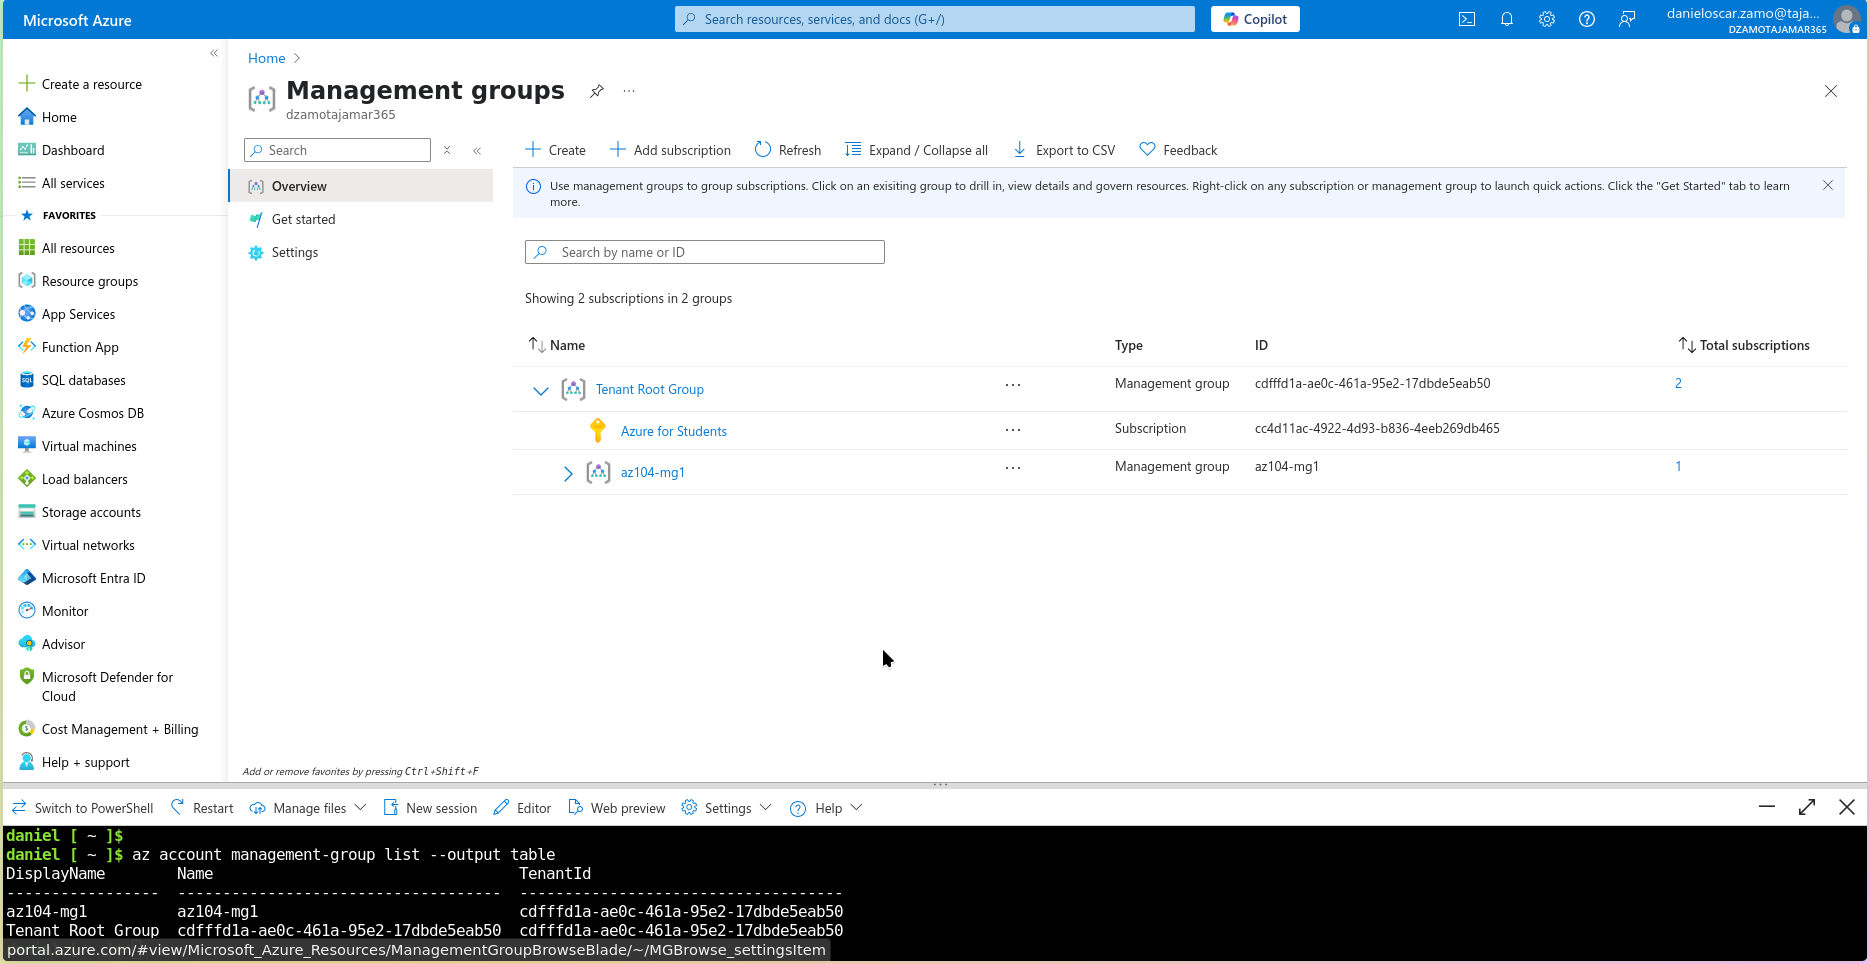 Microsoft Azure
Search resources, services, and docs (G+/)
Copilot
danieloscar.zamo@taja...
DZAMOTAJAMAR365
Create a resource
Home
Dashboard
All services
FAVORITES
All resources
Resource groups
App Services
Function App
SQL databases
Azure Cosmos DB
Virtual machines
Load balancers
Storage accounts
Virtual networks
Microsoft Entra ID
Monitor
Advisor
Microsoft Defender for
Cloud
Cost Management + Billing
Help + support
Home
Management groups
dzamotajamar365
Search
Overview
Get started
Settings
Add or remove favorites by pressing Ctrl+Shift+F
Create Add subscription Refresh Expand / Collapse all Export to CSV Feedback
Use management groups to group subscriptions. Click on an exisiting group to drill in, view details and govern resources. Right-click on any subscription or management group to launch quick actions. Click the "Get Started" tab to learn
more.
Search by name or ID
Showing 2 subscriptions in 2 groups
Name Type ID Total subscriptions
Tenant Root Group Management group cdfffd1a-ae0c-461a-95e2-17dbde5eab50 2
Azure for Students Subscription cc4d11ac-4922-4d93-b836-4eeb269db465
az104-mg1 Management group az104-mg1 1
Switch to PowerShell Restart Manage files New session Editor Web preview Settings Help
daniel [ ~ ]$
daniel [ ~ ]$ az account management-group list --output table
DisplayName Name TenantId
----------------- ------------------------------------ ------------------------------------
az104-mg1 az104-mg1 cdfffd1a-ae0c-461a-95e2-17dbde5eab50
Tenant Root Group cdfffd1a-ae0c-461a-95e2-17dbde5eab50 cdfffd1a-ae0c-461a-95e2-17dbde5eab50
portal.azure.com/#view/Microsoft_Azure_Resources/ManagementGroupBrowseBlade/~/MGBrowse_settingsItem